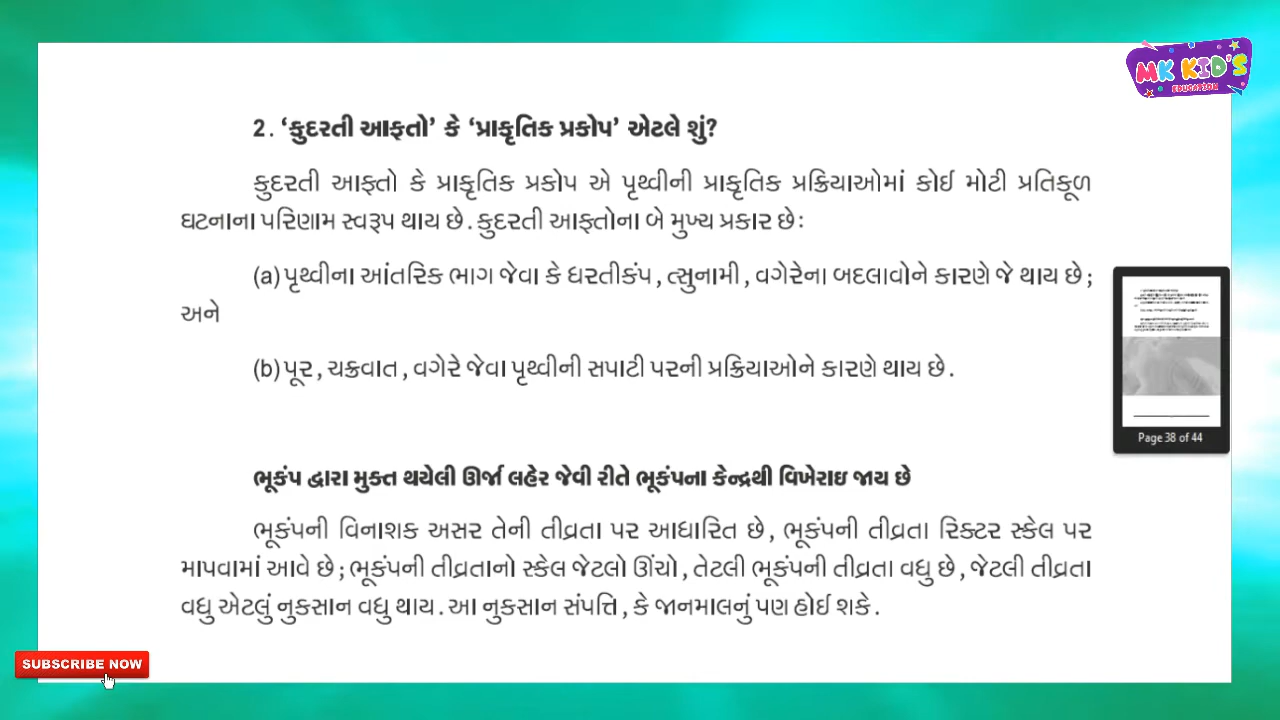 MK KID'S
EDUCATION
2. ‘કુદરતી આફતો’ કે ‘પ્રાકૃતિક પ્રકોપ’ એટલે શું?
કુદરતી આફતો કે પ્રાકૃતિક પ્રકોપ એ પૃથ્વીની પ્રાકૃતિક પ્રક્રિયાઓમાં કોઈ મોટી પ્રતિકૂળ
ઘટનાના પરિણામ સ્વરૂપ થાય છે. કુદરતી આફતોના બે મુખ્ય પ્રકાર છેઃ
(a) પૃથ્વીના આંતરિક ભાગ જેવા કે ધરતીકંપ, ત્સુનામી, વગેરેના બદલાવોને કારણે જે થાય છે;
અને
(b) પૂર, ચક્રવાત, વગેરે જેવા પૃથ્વીની સપાટી પરની પ્રક્રિયાઓને કારણે થાય છે.
Page 38 of 44
ભૂકંપ દ્વારા મુક્ત થયેલી ઊર્જા લહેર જેવી રીતે ભૂકંપના કેન્દ્રથી વિખેરાઇ જાય છે
ભૂકંપની વિનાશક અસર તેની તીવ્રતા પર આધારિત છે, ભૂકંપની તીવ્રતા રિક્ટર સ્કેલ પર
માપવામાં આવે છે; ભૂકંપની તીવ્રતાનો સ્કેલ જેટલો ઊંચો, તેટલી ભૂકંપની તીવ્રતા વધુ છે, જેટલી તીવ્રતા
વધુ એટલું નુકસાન વધુ થાય. આ નુકસાન સંપત્તિ, કે જાનમાલનું પણ હોઈ શકે.
SUBSCRIBE NOW